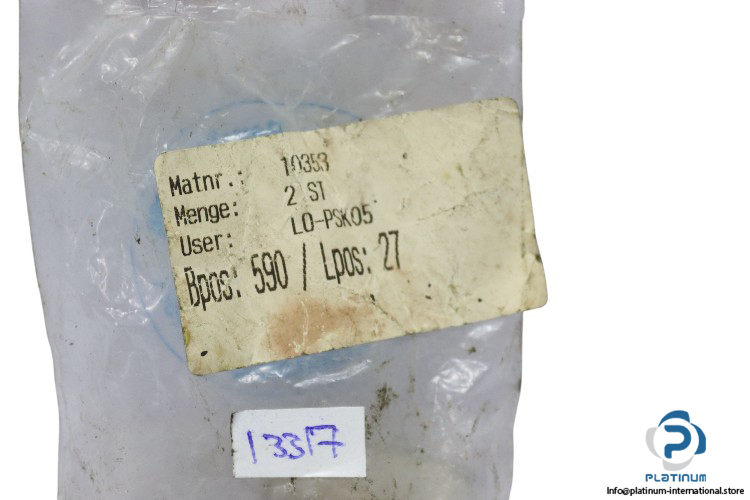 Matnr.: 10353
Menge: 2 ST
User: LO-PSK05
Bpos: 590 / Lpos: 27
13317
PLATINUM
Info@platinum-international.store